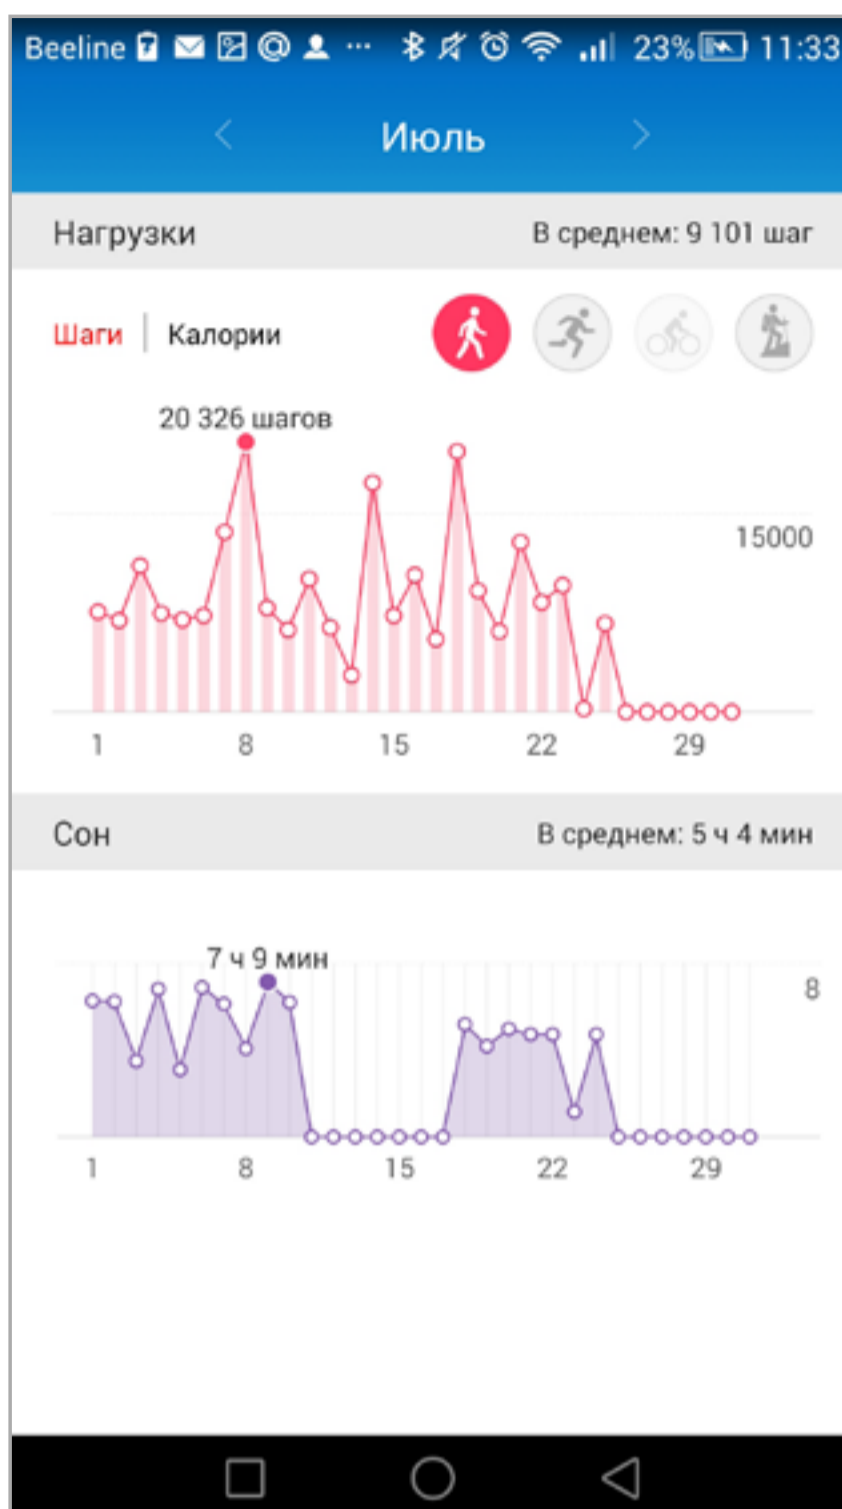 Beeline 23% 11:33
Июль
Нагрузки В среднем: 9 101 шаг
Шаги Калории
20 326 шагов
15000
1 8 15 22 29
Сон В среднем: 5 ч 4 мин
7 ч 9 мин
8
1 8 15 22 29